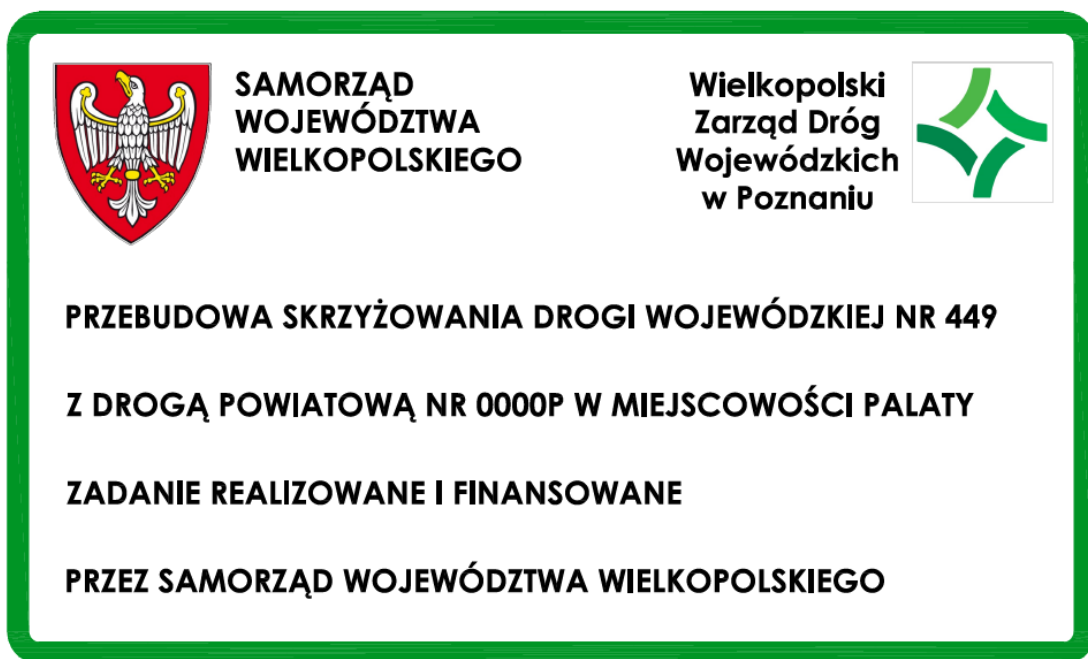 SAMORZĄD
WOJEWÓDZTWA
WIELKOPOLSKIEGO
Wielkopolski
Zarząd Dróg
Wojewódzkich
w Poznaniu
PRZEBUDOWA SKRZYŻOWANIA DROGI WOJEWÓDZKIEJ NR 449
Z DROGĄ POWIATOWĄ NR 0000P W MIEJSCOWOŚCI PALATY
ZADANIE REALIZOWANE I FINANSOWANE
PRZEZ SAMORZĄD WOJEWÓDZTWA WIELKOPOLSKIEGO